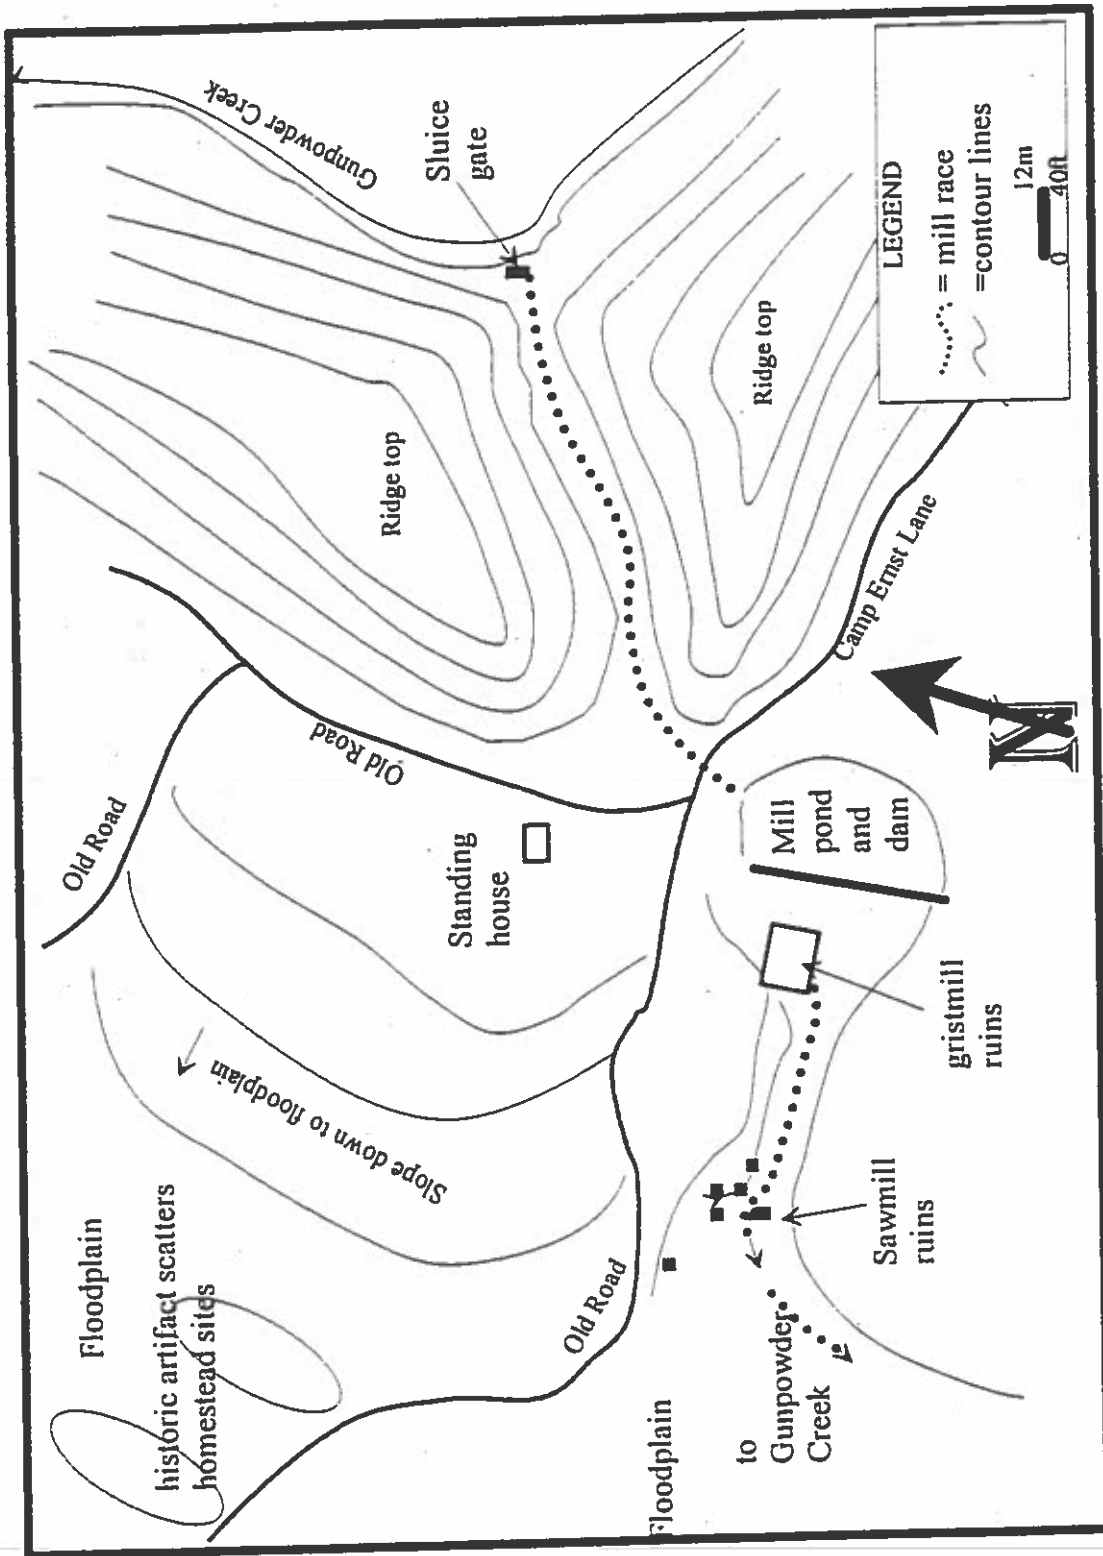 Floodplain
historic artifact scatters
homestead sites
Slope down to floodplain
Old Road
Old Road
Standing
house
Ridge top
Gunpowder Creek
Sluice
gate
Old Road
Floodplain
to
Gunpowder
Creek
Sawmill
ruins
gristmill
ruins
Mill
pond
and
dam
Camp Ernst Lane
Ridge top
N
LEGEND
= mill race
=contour lines
12m
0 40ft